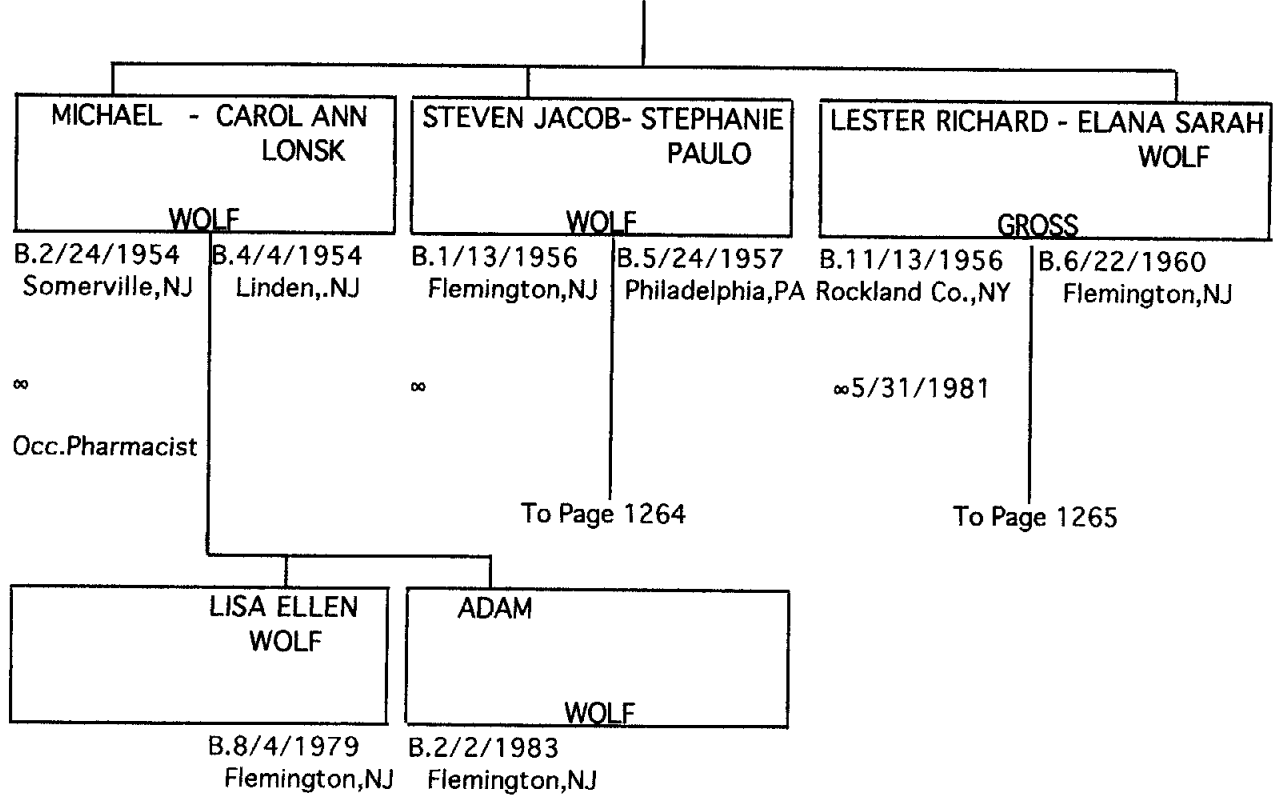 MICHAEL - CAROL ANN
LONSK
WOLF
B.2/24/1954 B.4/4/1954
Somerville,NJ Linden,.NJ
∞
Occ.Pharmacist
STEVEN JACOB- STEPHANIE
PAULO
WOLF
B.1/13/1956 B.5/24/1957
Flemington,NJ Philadelphia,PA
∞
To Page 1264
LESTER RICHARD - ELANA SARAH
WOLF
GROSS
B.11/13/1956 B.6/22/1960
Rockland Co.,NY Flemington,NJ
∞5/31/1981
To Page 1265
LISA ELLEN
WOLF
B.8/4/1979
Flemington,NJ
ADAM
WOLF
B.2/2/1983
Flemington,NJ